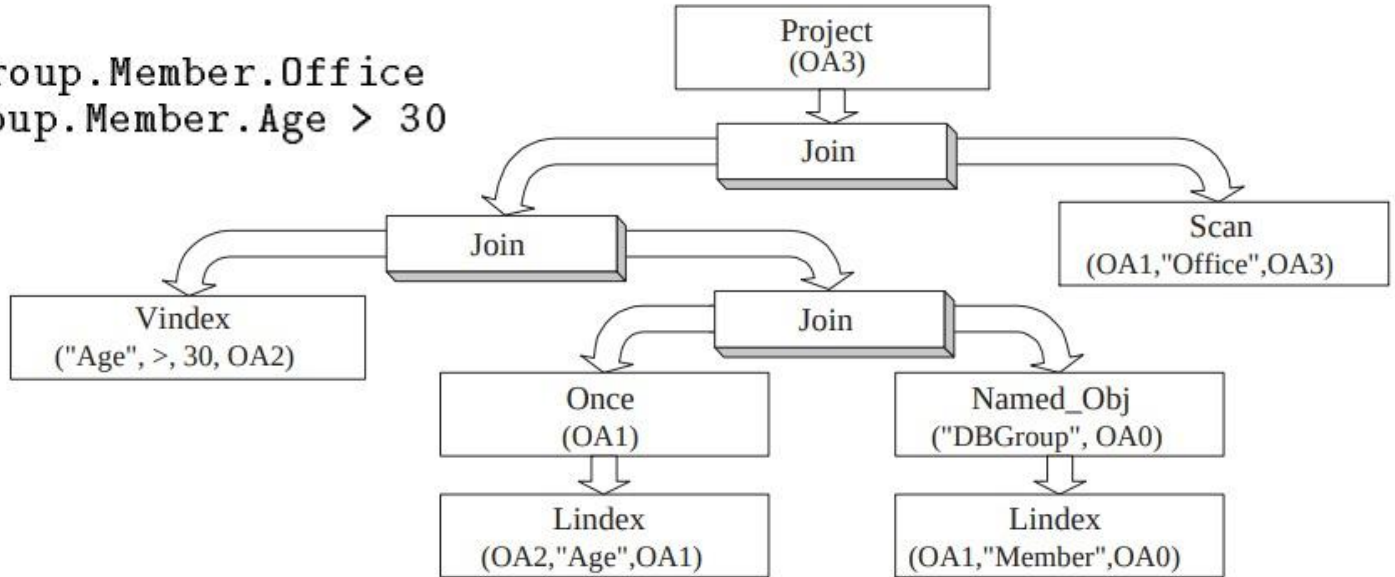 Project
(OA3)
roup.Member.Office
oup.Member.Age > 30
Join
Join
Scan
(OA1,"Office",OA3)
Vindex
("Age", >, 30, OA2)
Join
Once
(OA1)
Named_Obj
("DBGroup", OA0)
Lindex
(OA2,"Age",OA1)
Lindex
(OA1,"Member",OA0)